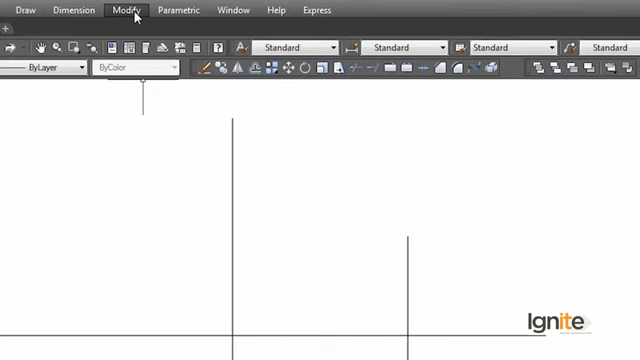 Draw Dimension Modify Parametric Window Help Express
Standard Standard Standard Standard
ByLayer ByColor
Ignite